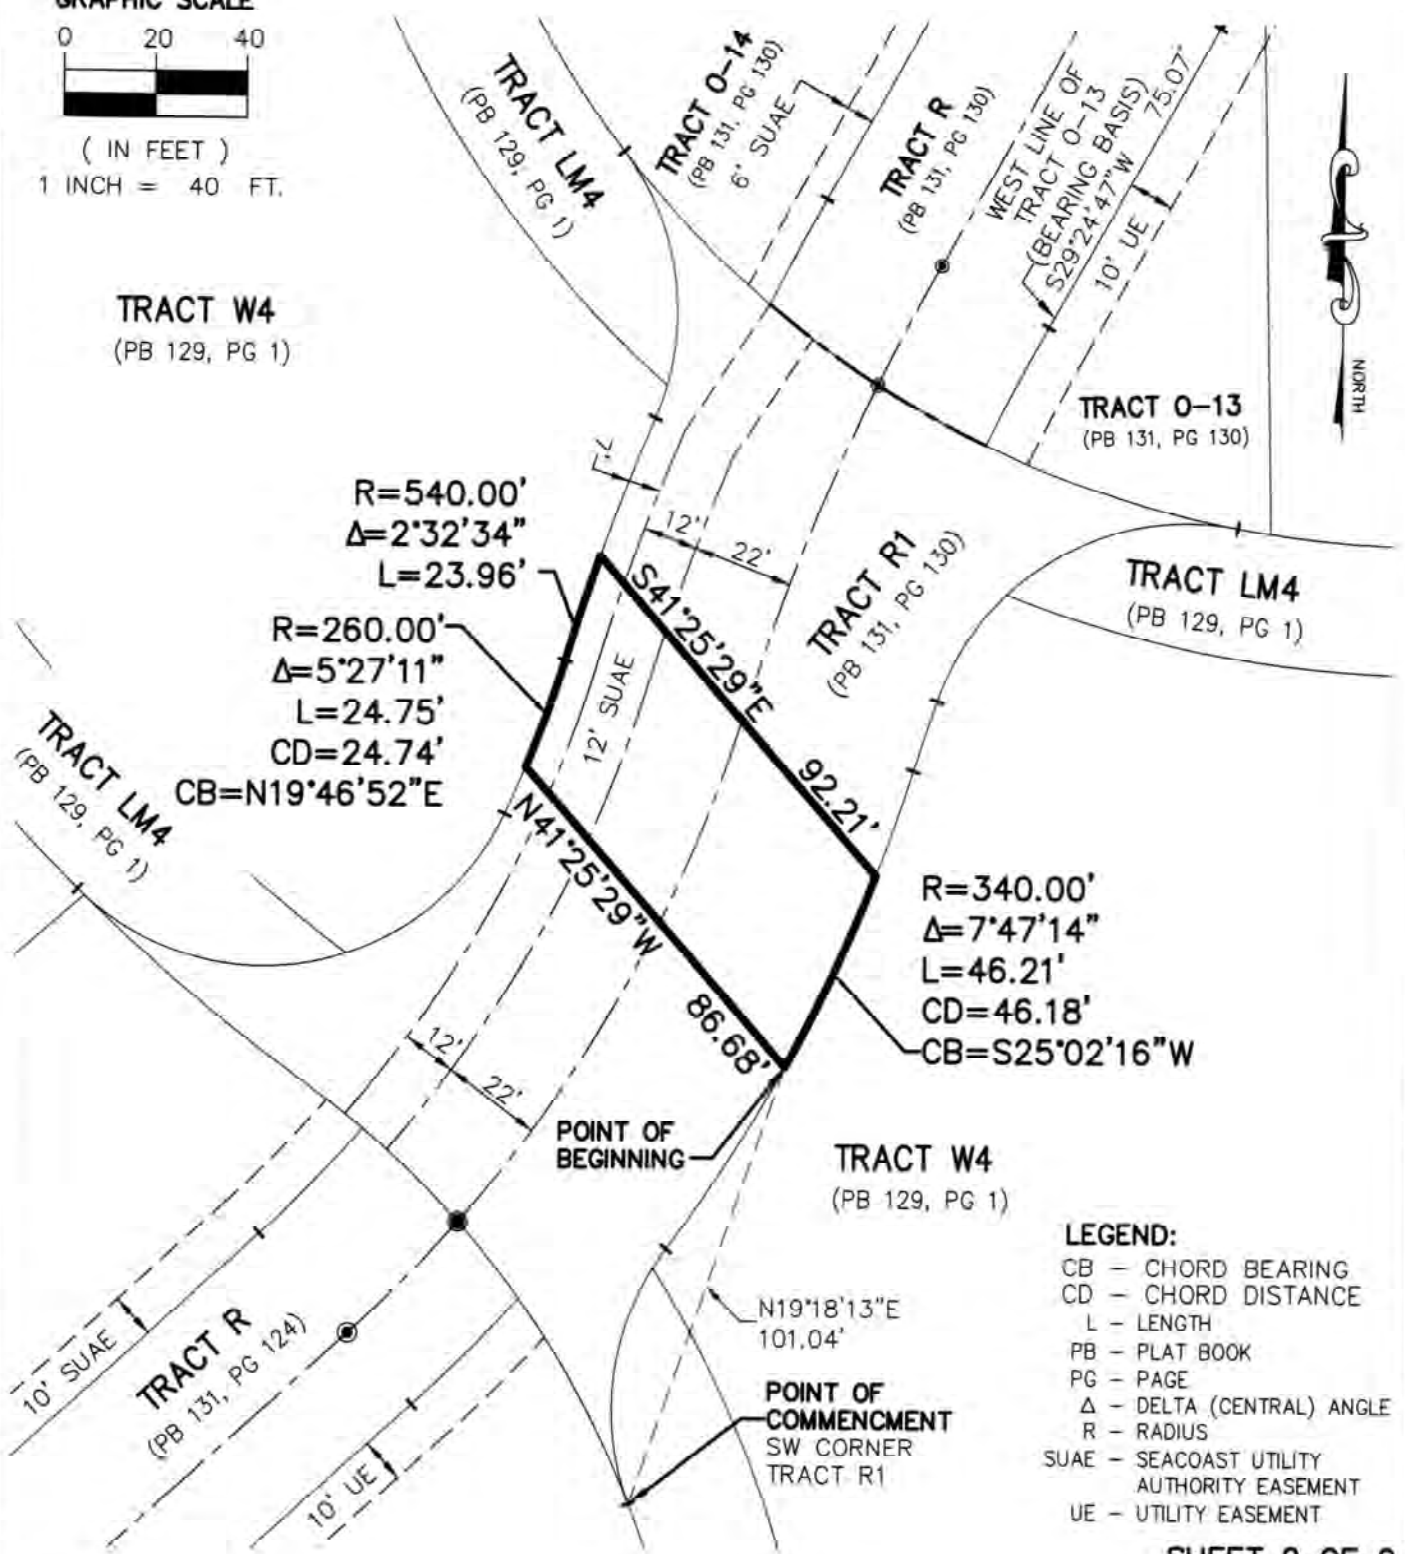 GRAPHIC SCALE
0 20 40
( IN FEET )
1 INCH = 40 FT.
TRACT LM4
(PB 129, PG 1)
TRACT O-14
(PB 131, PG 130)
6' SUAE
TRACT R
(PB 131, PG 130)
WEST LINE OF
TRACT O-13
(BEARING BASIS)
S29°24'47"W 75.07'
10' UE
NORTH
TRACT W4
(PB 129, PG 1)
TRACT O-13
(PB 131, PG 130)
12'
22'
R=540.00'
Δ=2°32'34"
L=23.96'
S41°25'29"E
92.21'
TRACT R1
(PB 131, PG 130)
TRACT LM4
(PB 129, PG 1)
R=260.00'
Δ=5°27'11"
L=24.75'
CD=24.74'
CB=N19°46'52"E
12' SUAE
TRACT LM4
(PB 129, PG 1)
N41°25'29"W
86.68'
R=340.00'
Δ=7°47'14"
L=46.21'
CD=46.18'
CB=S25°02'16"W
12'
22'
POINT OF
BEGINNING
TRACT W4
(PB 129, PG 1)
N19°18'13"E
101.04'
10' SUAE
TRACT R
(PB 131, PG 124)
10' UE
POINT OF
COMMENCMENT
SW CORNER
TRACT R1
LEGEND:
CB - CHORD BEARING
CD - CHORD DISTANCE
L - LENGTH
PB - PLAT BOOK
PG - PAGE
Δ - DELTA (CENTRAL) ANGLE
R - RADIUS
SUAE - SEACOAST UTILITY
AUTHORITY EASEMENT
UE - UTILITY EASEMENT
SHEET 2 OF 2